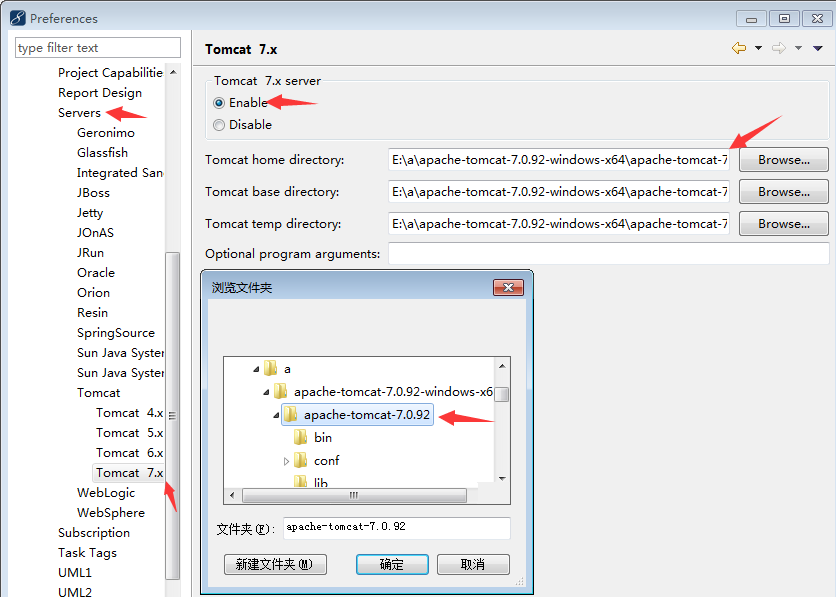 Preferences
type filter text
Project Capabilitie
Report Design
Servers
Geronimo
Glassfish
Integrated San
JBoss
Jetty
JOnAS
JRun
Oracle
Orion
Resin
SpringSource
Sun Java Syster
Sun Java Syster
Tomcat
Tomcat 4.x
Tomcat 5.x
Tomcat 6.x
Tomcat 7.x
WebLogic
WebSphere
Subscription
Task Tags
UML1
UML2
Tomcat 7.x
Tomcat 7.x server
Enable
Disable
Tomcat home directory: E:\a\apache-tomcat-7.0.92-windows-x64\apache-tomcat-7 Browse...
Tomcat base directory: E:\a\apache-tomcat-7.0.92-windows-x64\apache-tomcat-7 Browse...
Tomcat temp directory: E:\a\apache-tomcat-7.0.92-windows-x64\apache-tomcat-7 Browse...
Optional program arguments:
浏览文件夹
a
apache-tomcat-7.0.92-windows-x6
apache-tomcat-7.0.92
bin
conf
lib
文件夹(F): apache-tomcat-7.0.92
新建文件夹(M) 确定 取消